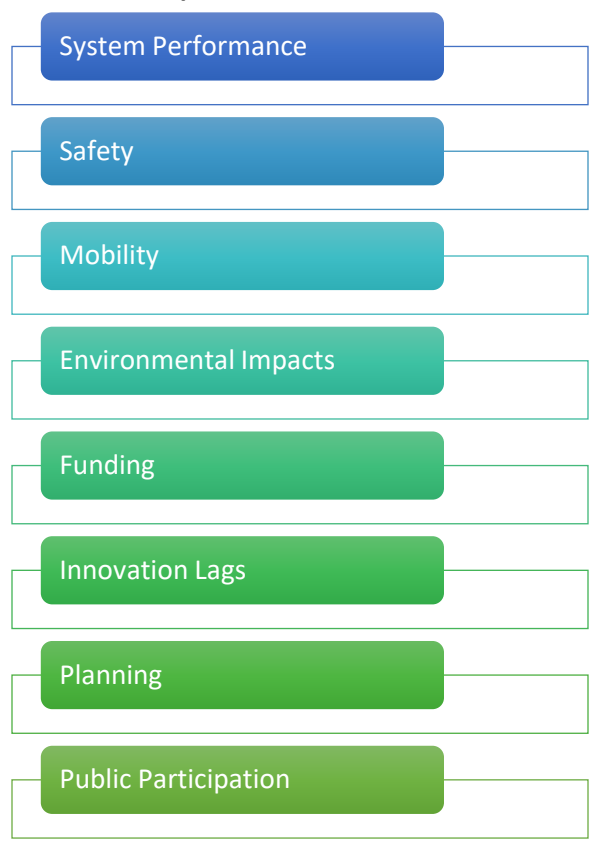 System Performance
Safety
Mobility
Environmental Impacts
Funding
Innovation Lags
Planning
Public Participation